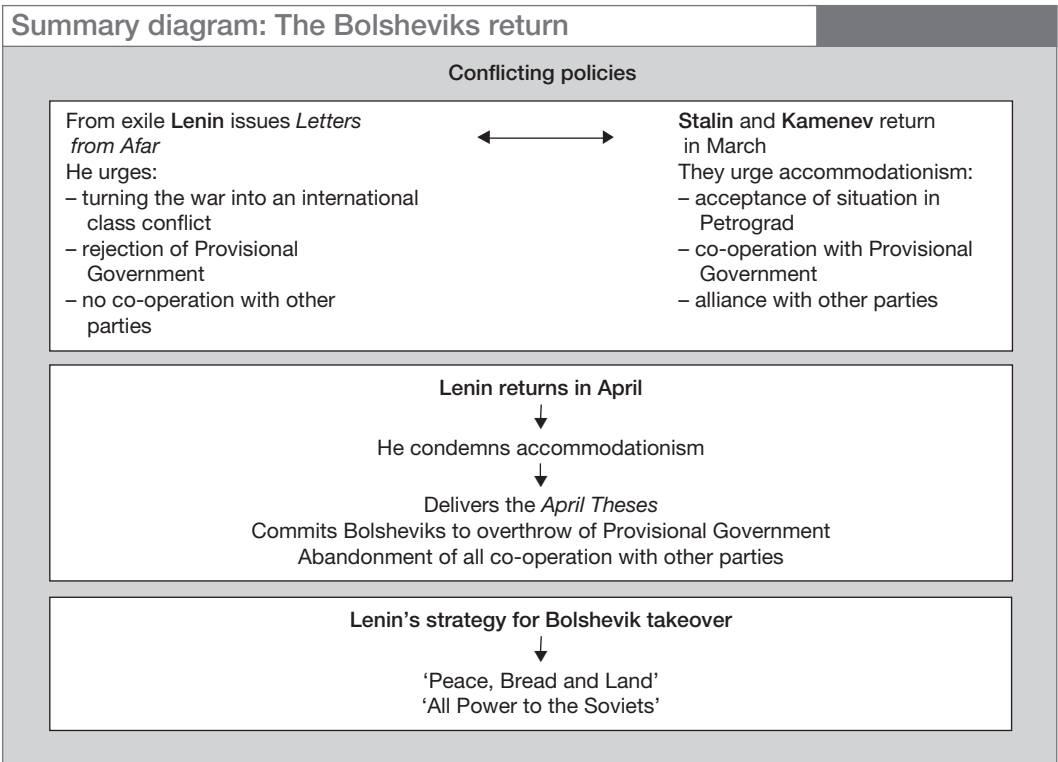 Summary diagram: The Bolsheviks return
Conflicting policies
From exile Lenin issues Letters
from Afar
He urges:
– turning the war into an international
class conflict
– rejection of Provisional
Government
– no co-operation with other
parties
Stalin and Kamenev return
in March
They urge accommodationism:
– acceptance of situation in
Petrograd
– co-operation with Provisional
Government
– alliance with other parties
Lenin returns in April
He condemns accommodationism
Delivers the April Theses
Commits Bolsheviks to overthrow of Provisional Government
Abandonment of all co-operation with other parties
Lenin’s strategy for Bolshevik takeover
‘Peace, Bread and Land’
‘All Power to the Soviets’